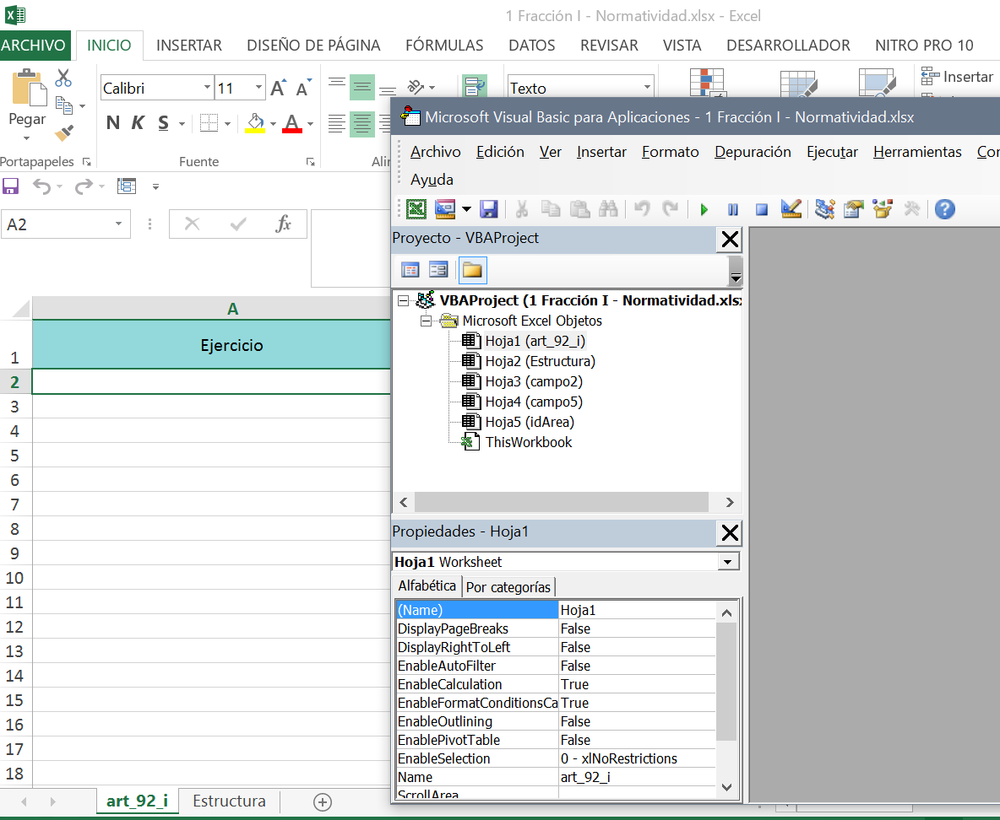 1 Fracción I - Normatividad.xlsx - Excel
ARCHIVO INICIO INSERTAR DISEÑO DE PÁGINA FÓRMULAS DATOS REVISAR VISTA DESARROLLADOR NITRO PRO 10
Calibri 11 A A Texto Insertar
Pegar
N K S A
Portapapeles Fuente
A2 fx
A
1 Ejercicio
2
3
4
5
6
7
8
9
10
11
12
13
14
15
16
17
18
art_92_i Estructura
Microsoft Visual Basic para Aplicaciones - 1 Fracción I - Normatividad.xlsx
Archivo Edición Ver Insertar Formato Depuración Ejecutar Herramientas
Ayuda
Proyecto - VBAProject
VBAProject (1 Fracción I - Normatividad.xlsx
Microsoft Excel Objetos
Hoja1 (art_92_i)
Hoja2 (Estructura)
Hoja3 (campo2)
Hoja4 (campo5)
Hoja5 (idArea)
ThisWorkbook
Propiedades - Hoja1
Hoja1 Worksheet
Alfabética Por categorías
(Name) Hoja1
DisplayPageBreaks False
DisplayRightToLeft False
EnableAutoFilter False
EnableCalculation True
EnableFormatConditionsCa True
EnableOutlining False
EnablePivotTable False
EnableSelection 0 - xlNoRestrictions
Name art_92_i
ScrollArea